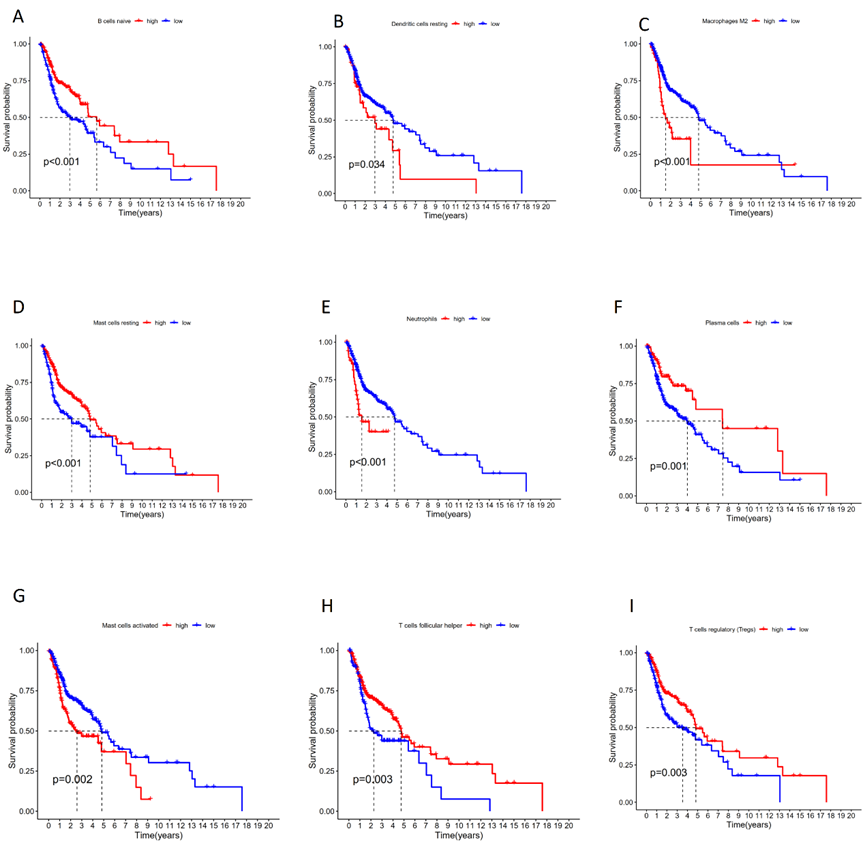 A
B cells naive high low
Survival probability
1.00
0.75
0.50
0.25
0.00
p<0.001
0 1 2 3 4 5 6 7 8 9 10 11 12 13 14 15 16 17 18 19 20
Time(years)
B
Dendritic cells resting high low
Survival probability
1.00
0.75
0.50
0.25
0.00
p=0.034
0 1 2 3 4 5 6 7 8 9 10 11 12 13 14 15 16 17 18 19 20
Time(years)
C
Macrophages M2 high low
Survival probability
1.00
0.75
0.50
0.25
0.00
p<0.001
0 1 2 3 4 5 6 7 8 9 10 11 12 13 14 15 16 17 18 19 20
Time(years)
D
Mast cells resting high low
Survival probability
1.00
0.75
0.50
0.25
0.00
p<0.001
0 1 2 3 4 5 6 7 8 9 10 11 12 13 14 15 16 17 18 19 20
Time(years)
E
Neutrophils high low
Survival probability
1.00
0.75
0.50
0.25
0.00
p<0.001
0 1 2 3 4 5 6 7 8 9 10 11 12 13 14 15 16 17 18 19 20
Time(years)
F
Plasma cells high low
Survival probability
1.00
0.75
0.50
0.25
0.00
p=0.001
0 1 2 3 4 5 6 7 8 9 10 11 12 13 14 15 16 17 18 19 20
Time(years)
G
Mast cells activated high low
Survival probability
1.00
0.75
0.50
0.25
0.00
p=0.002
0 1 2 3 4 5 6 7 8 9 10 11 12 13 14 15 16 17 18 19 20
Time(years)
H
T cells follicular helper high low
Survival probability
1.00
0.75
0.50
0.25
0.00
p=0.003
0 1 2 3 4 5 6 7 8 9 10 11 12 13 14 15 16 17 18 19 20
Time(years)
I
T cells regulatory (Tregs) high low
Survival probability
1.00
0.75
0.50
0.25
0.00
p=0.003
0 1 2 3 4 5 6 7 8 9 10 11 12 13 14 15 16 17 18 19 20
Time(years)